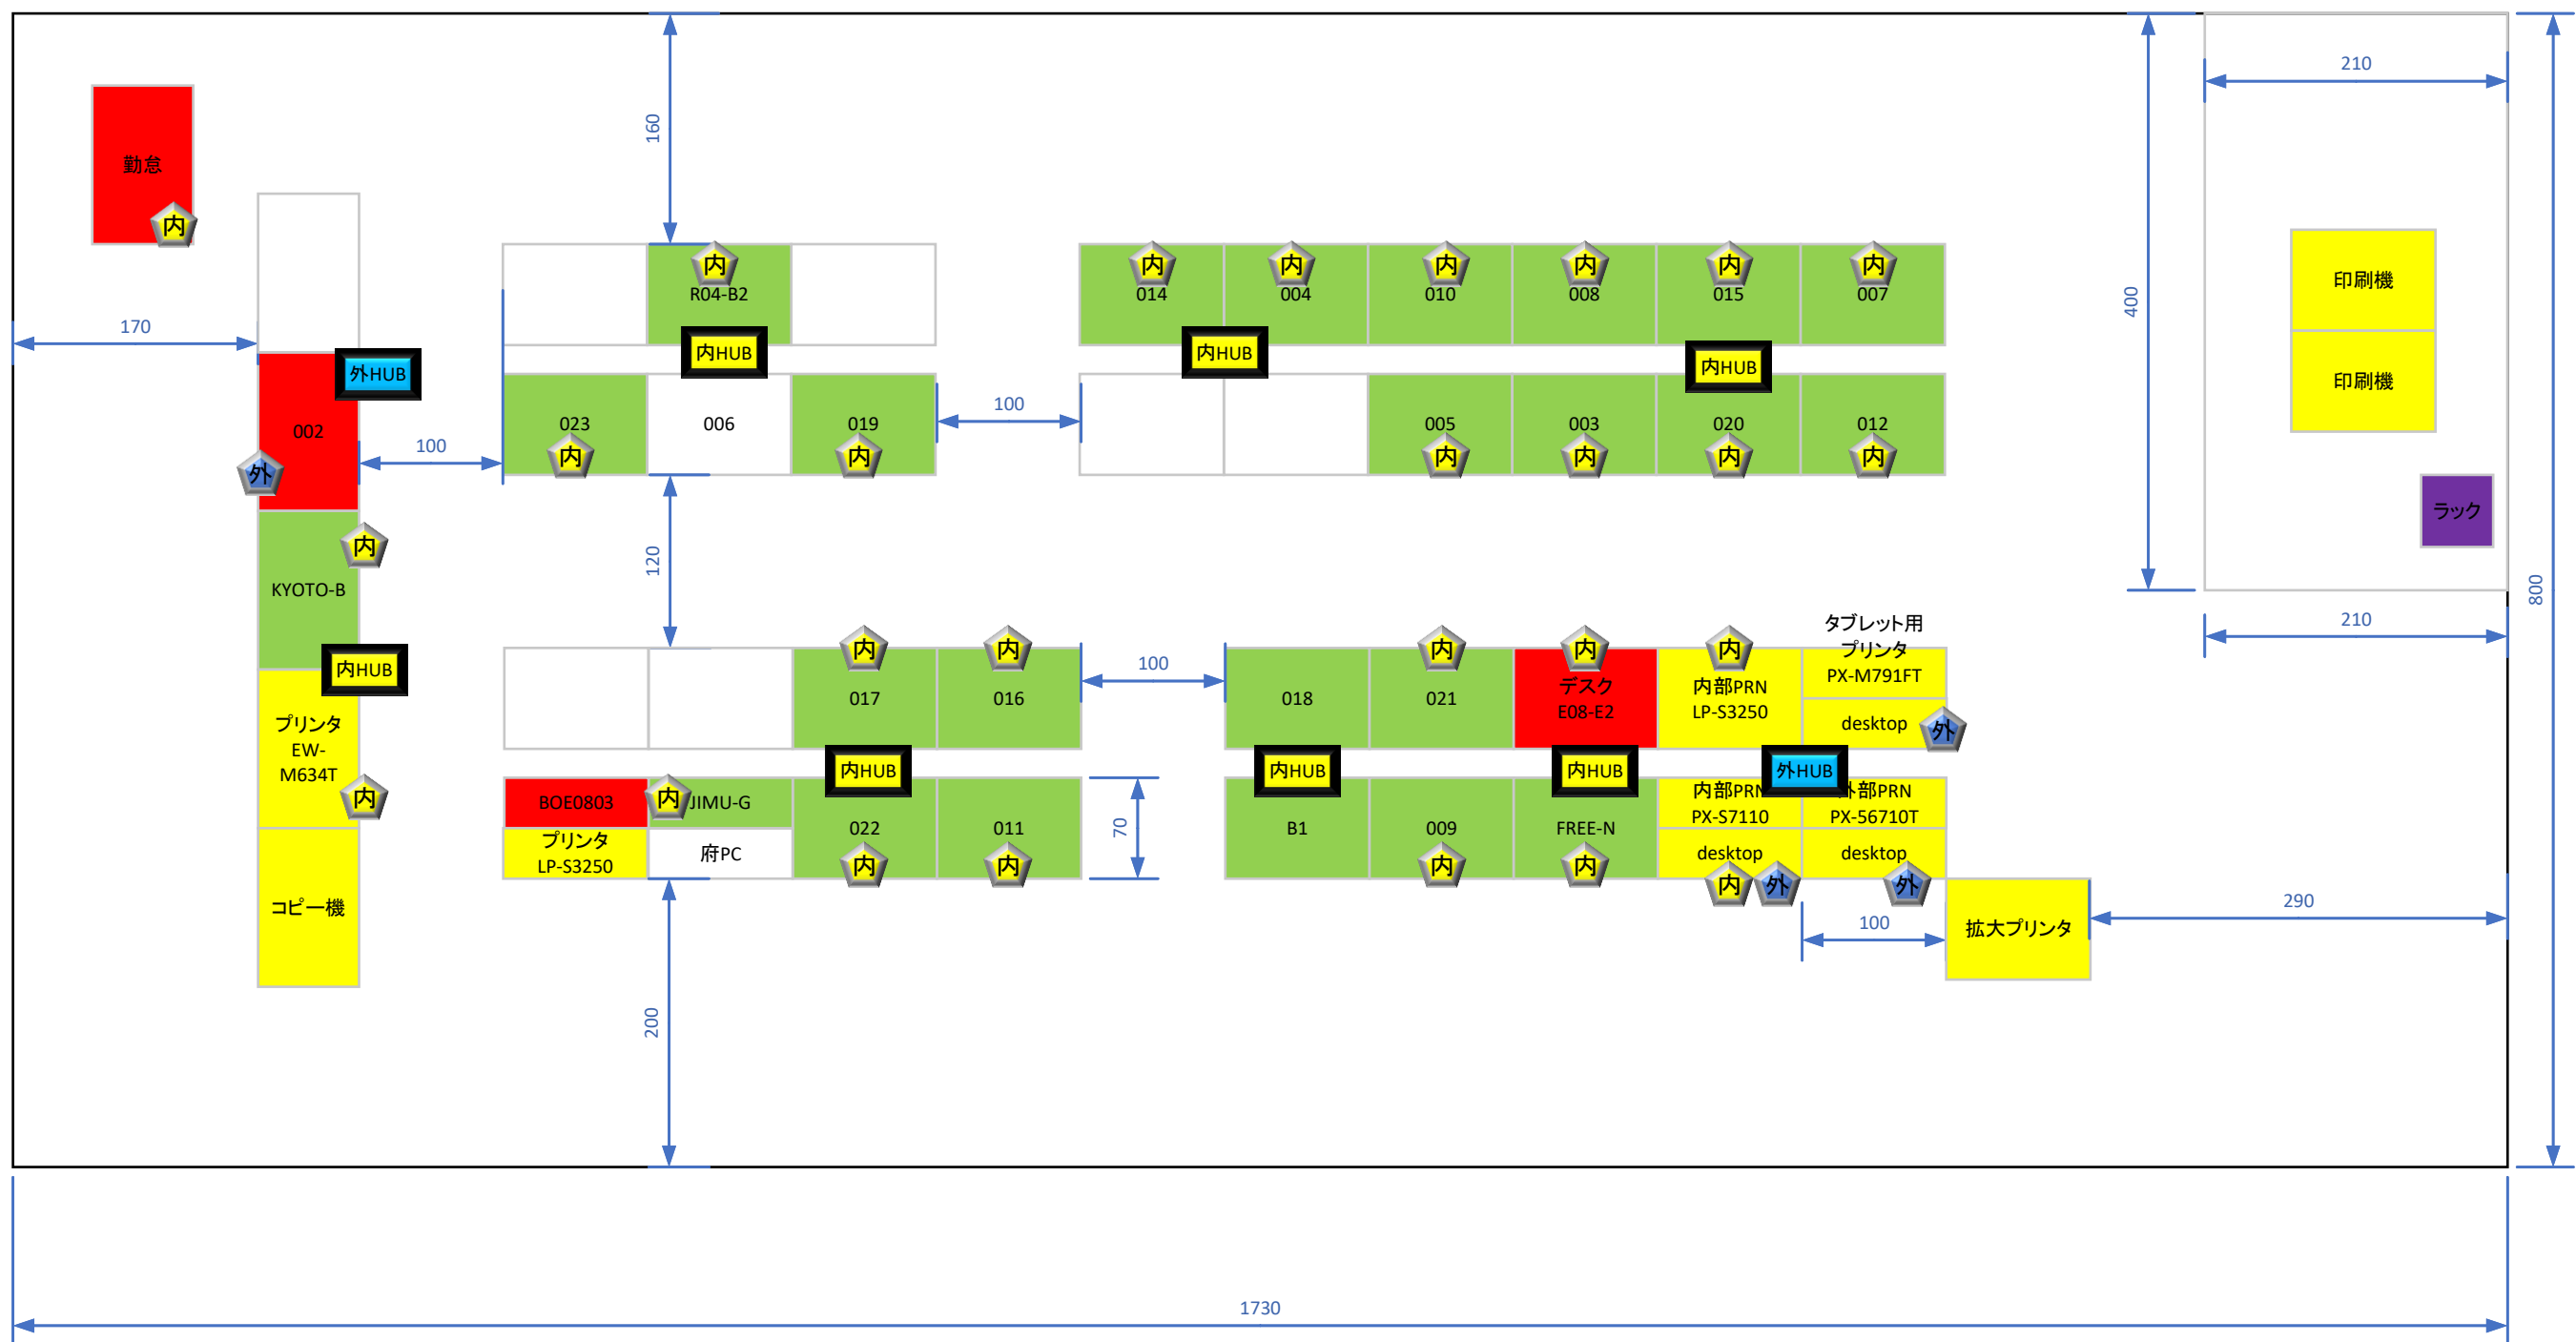 210
160
勤怠
内
内
R04-B2
内
014
内
004
内
010
内
008
内
015
内
007
400
印刷機
印刷機
170
外HUB
002
外
100
内HUB
023
内
006
019
内
100
内HUB
内HUB
005
内
003
内
020
内
012
内
ラック
内
KYOTO-B
120
800
210
内HUB
プリンタ
EW-
M634T
内
コピー機
内
017
内
016
100
018
内
021
内
デスク
E08-E2
内
内部PRN
LP-S3250
タブレット用
プリンタ
PX-M791FT
desktop
外
内HUB
内HUB
内HUB
外HUB
BOE0803
内
JIMU-G
プリンタ
LP-S3250
府PC
022
内
011
内
70
B1
009
内
FREE-N
内
内部PRN
PX-S7110
desktop
内
外
外部PRN
PX-56710T
desktop
外
100
拡大プリンタ
290
200
1730